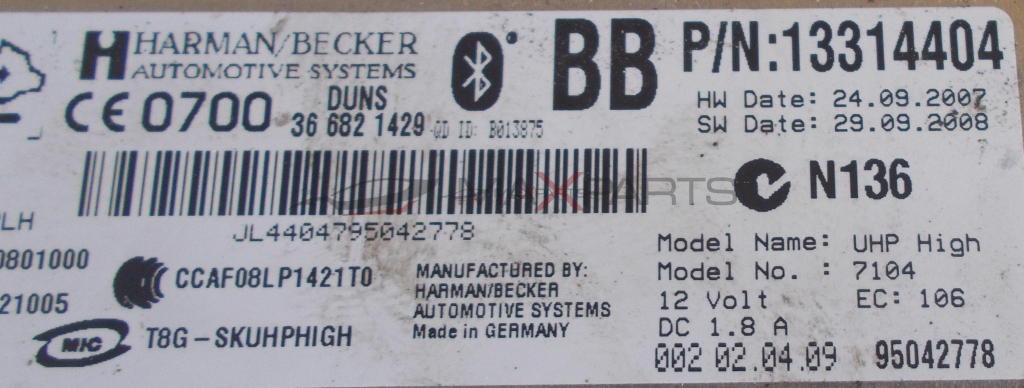 HARMAN/BECKER
AUTOMOTIVE SYSTEMS
BB
P/N:13314404
HW Date: 24.09.2007
SW Date: 29.09.2008
CE 0700
DUNS
36 682 1429
QD ID: B013875
N136
MAXPARTS
JL4404795042778
LH
0801000
21005
CCAF08LP1421T0
MIC
T8G-SKUHPHIGH
MANUFACTURED BY:
HARMAN/BECKER
AUTOMOTIVE SYSTEMS
Made in GERMANY
Model Name: UHP High
Model No. : 7104
12 Volt EC: 106
DC 1.8 A
002 02.04.09 95042778